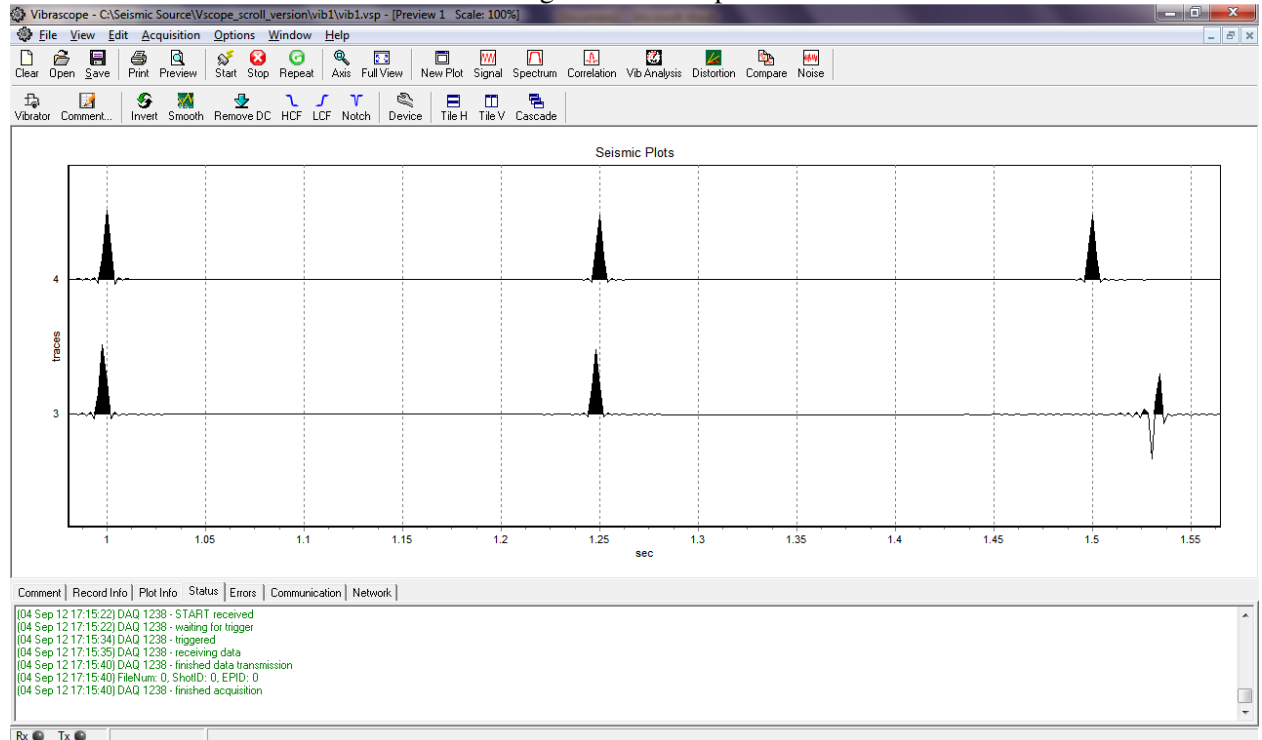 Vibrascope - C:\Seismic Source\Vscope_scroll_version\vib1\vib1.vsp - [Preview 1 Scale: 100%]
File View Edit Acquisition Options Window Help
Clear Open Save Print Preview Start Stop Repeat Axis Full View New Plot Signal Spectrum Correlation Vib Analysis Distortion Compare Noise
Vibrator Comment... Invert Smooth Remove DC HCF LCF Notch Device Tile H Tile V Cascade
Seismic Plots
4
traces
3
1 1.05 1.1 1.15 1.2 1.25 1.3 1.35 1.4 1.45 1.5 1.55
sec
Comment Record Info Plot Info Status Errors Communication Network
(04 Sep 12 17:15:22) DAQ 1238 - START received
(04 Sep 12 17:15:22) DAQ 1238 - waiting for trigger
(04 Sep 12 17:15:34) DAQ 1238 - triggered
(04 Sep 12 17:15:35) DAQ 1238 - receiving data
(04 Sep 12 17:15:40) DAQ 1238 - finished data transmission
(04 Sep 12 17:15:40) FileNum: 0, ShotID: 0, EPID: 0
(04 Sep 12 17:15:40) DAQ 1238 - finished acquisition
Rx Tx